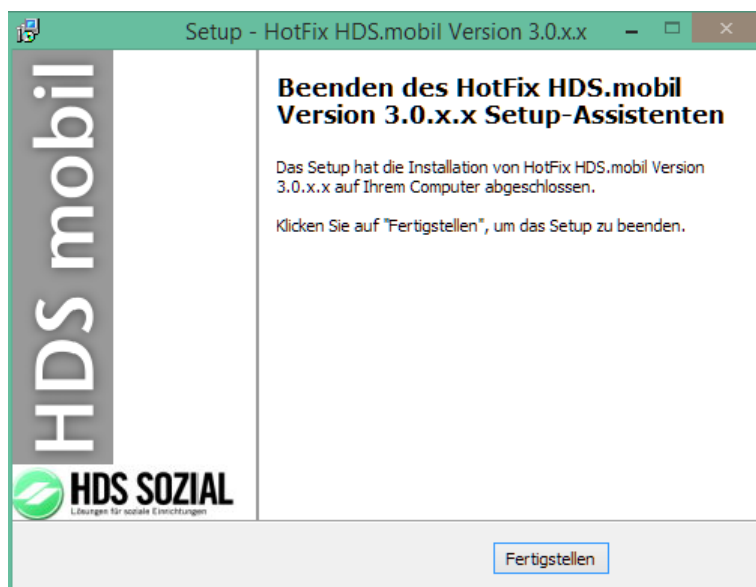 Setup - HotFix HDS.mobil Version 3.0.x.x
HDS mobil
Beenden des HotFix HDS.mobil
Version 3.0.x.x Setup-Assistenten
Das Setup hat die Installation von HotFix HDS.mobil Version
3.0.x.x auf Ihrem Computer abgeschlossen.
Klicken Sie auf "Fertigstellen", um das Setup zu beenden.
HDS SOZIAL
Lösungen für soziale Einrichtungen
Fertigstellen